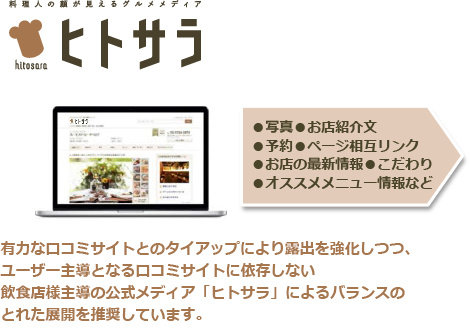 料理人の顔が見えるグルメメディア
ヒトサラ
hitosara
●写真●お店紹介文
●予約●ページ相互リンク
●お店の最新情報●こだわり
●オススメメニュー情報など
有力な口コミサイトとのタイアップにより露出を強化しつつ、
ユーザー主導となる口コミサイトに依存しない
飲食店様主導の公式メディア「ヒトサラ」によるバランスの
とれた展開を推奨しています。